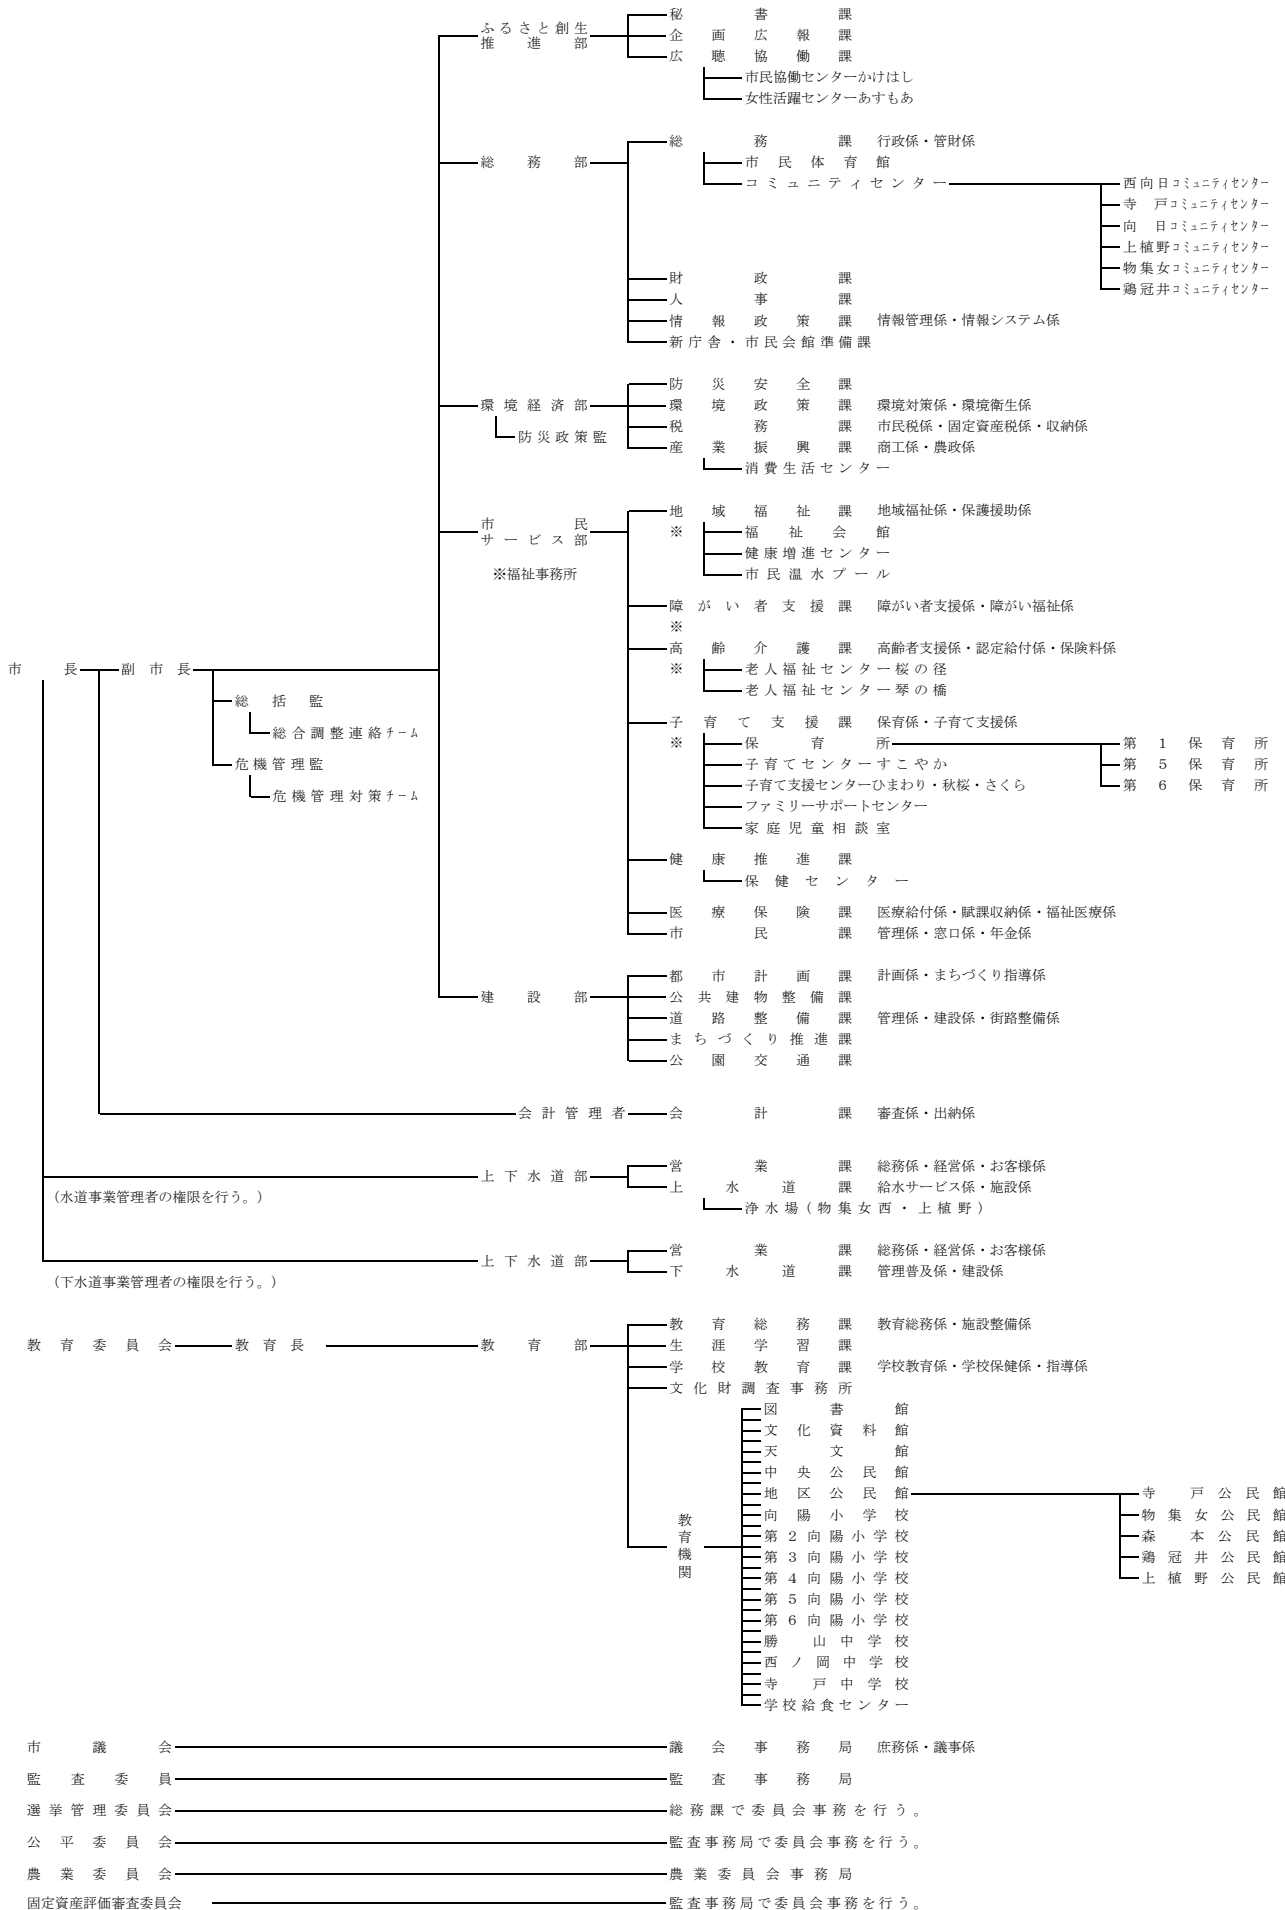 秘書課
ふるさと創生
推進部
企画広報課
広聴協働課
市民協働センターかけはし
女性活躍センターあすもあ
総務課 行政係・管財係
総務部
市民体育館
コミュニティセンター 西向日コミュニティセンター
寺戸コミュニティセンター
向日コミュニティセンター
上植野コミュニティセンター
物集女コミュニティセンター
鶏冠井コミュニティセンター
財政課
人事課
情報政策課 情報管理係・情報システム係
新庁舎・市民会館準備課
防災安全課
環境経済部 環境政策課 環境対策係・環境衛生係
税務課 市民税係・固定資産税係・収納係
防災政策監
産業振興課 商工係・農政係
消費生活センター
地域福祉課 地域福祉係・保護援助係
市民
サービス部
※ 福祉会館
健康増進センター
※福祉事務所 市民温水プール
障がい者支援課 障がい者支援係・障がい福祉係
※
高齢介護課 高齢者支援係・認定給付係・保険料係
市長 副市長 ※ 老人福祉センター桜の径
老人福祉センター琴の橋
総括監
子育て支援課 保育係・子育て支援係
総合調整連絡チーム
※ 保育所 第1保育所
危機管理監 子育てセンターすこやか 第5保育所
子育て支援センターひまわり・秋桜・さくら 第6保育所
危機管理対策チーム
ファミリーサポートセンター
家庭児童相談室
健康推進課
保健センター
医療保険課 医療給付係・賦課収納係・福祉医療係
市民課 管理係・窓口係・年金係
都市計画課 計画係・まちづくり指導係
建設部 公共建物整備課
道路整備課 管理係・建設係・街路整備係
まちづくり推進課
公園交通課
会計管理者 会計課 審査係・出納係
営業課 総務係・経営係・お客様係
上下水道部
上水道課 給水サービス係・施設係
(水道事業管理者の権限を行う。)
浄水場(物集女西・上植野)
営業課 総務係・経営係・お客様係
上下水道部
下水道課 管理普及係・建設係
(下水道事業管理者の権限を行う。)
教育総務課 教育総務係・施設整備係
教育委員会 教育長 教育部 生涯学習課
学校教育課 学校教育係・学校保健係・指導係
文化財調査事務所
図書館
文化資料館
天文館
中央公民館
地区公民館 寺戸公民館
向陽小学校 物集女公民館
教育機関
第2向陽小学校 森本公民館
第3向陽小学校 鶏冠井公民館
第4向陽小学校 上植野公民館
第5向陽小学校
第6向陽小学校
勝山中学校
西ノ岡中学校
寺戸中学校
学校給食センター
市議会 議会事務局 庶務係・議事係
監査委員 監査事務局
選挙管理委員会 総務課で委員会事務を行う。
公平委員会 監査事務局で委員会事務を行う。
農業委員会 農業委員会事務局
固定資産評価審査委員会 監査事務局で委員会事務を行う。